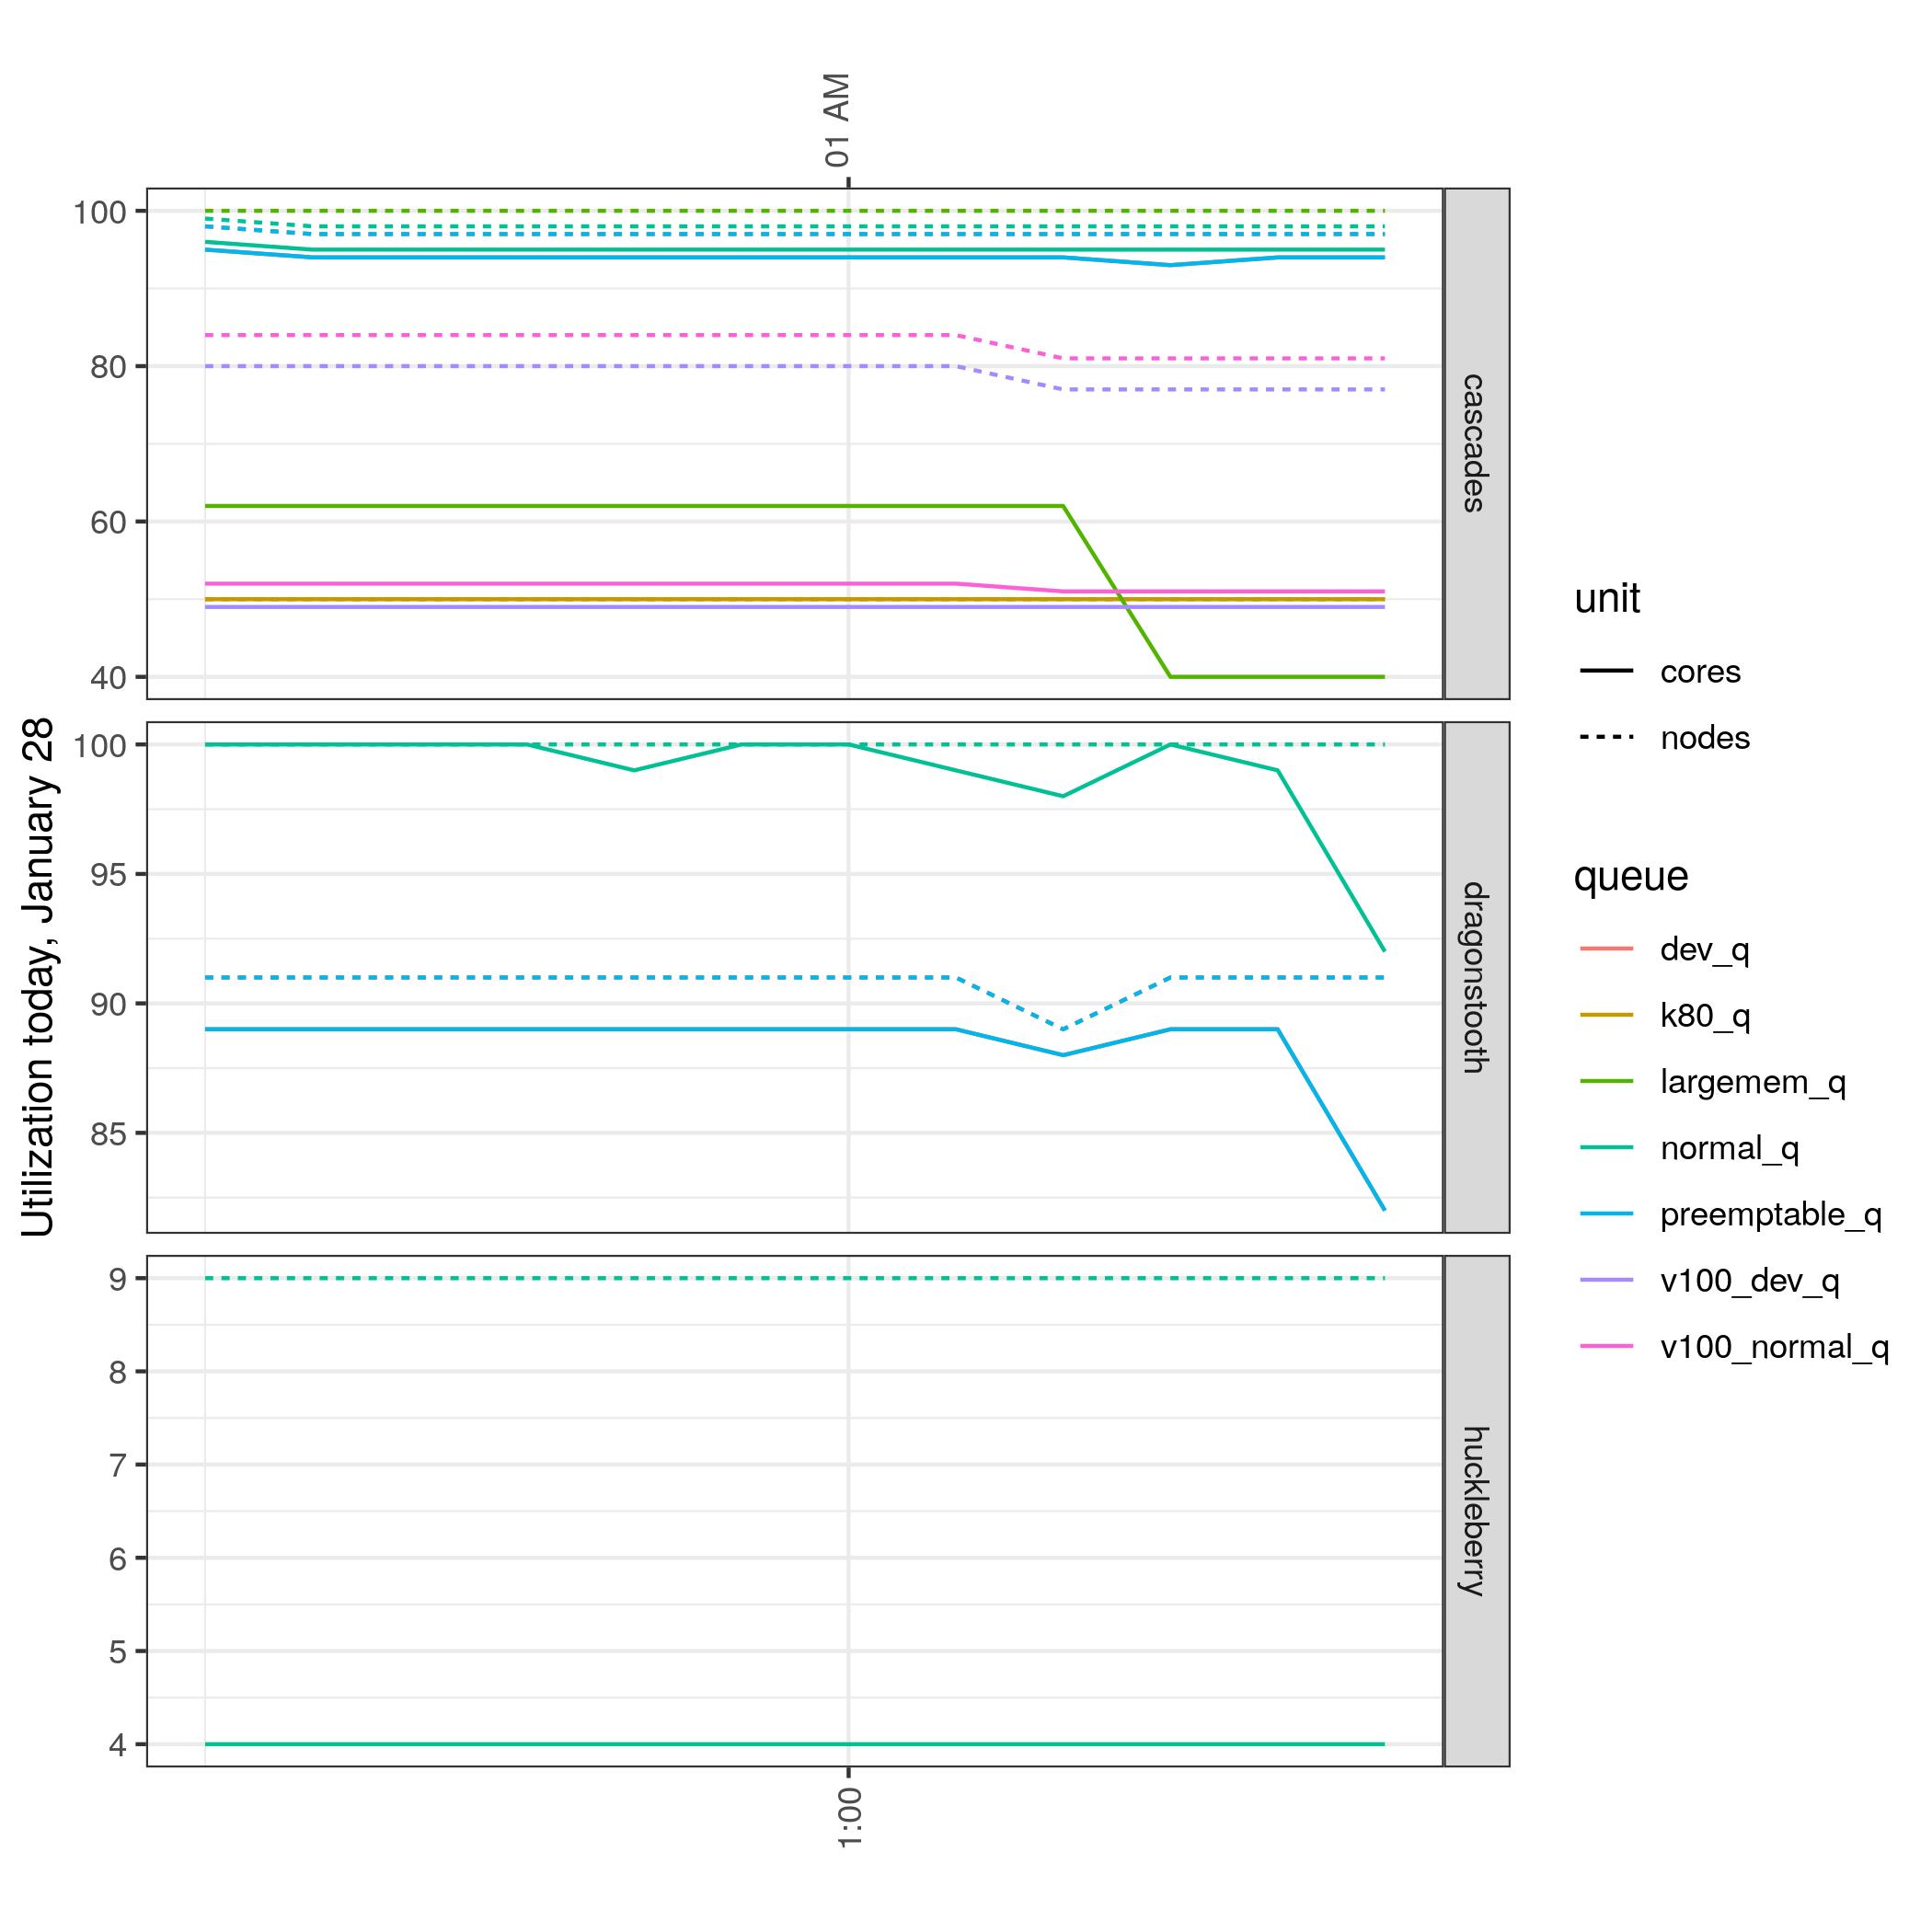 01 AM
Utilization today, January 28
100
80
60
40
cascades
100
95
90
85
dragonstooth
9
8
7
6
5
4
huckleberry
1:00
unit
cores
nodes
queue
dev_q
k80_q
largemem_q
normal_q
preemptable_q
v100_dev_q
v100_normal_q